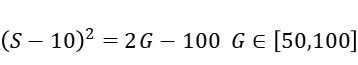 (S − 10)² = 2G − 100  G ∈ [50,100]